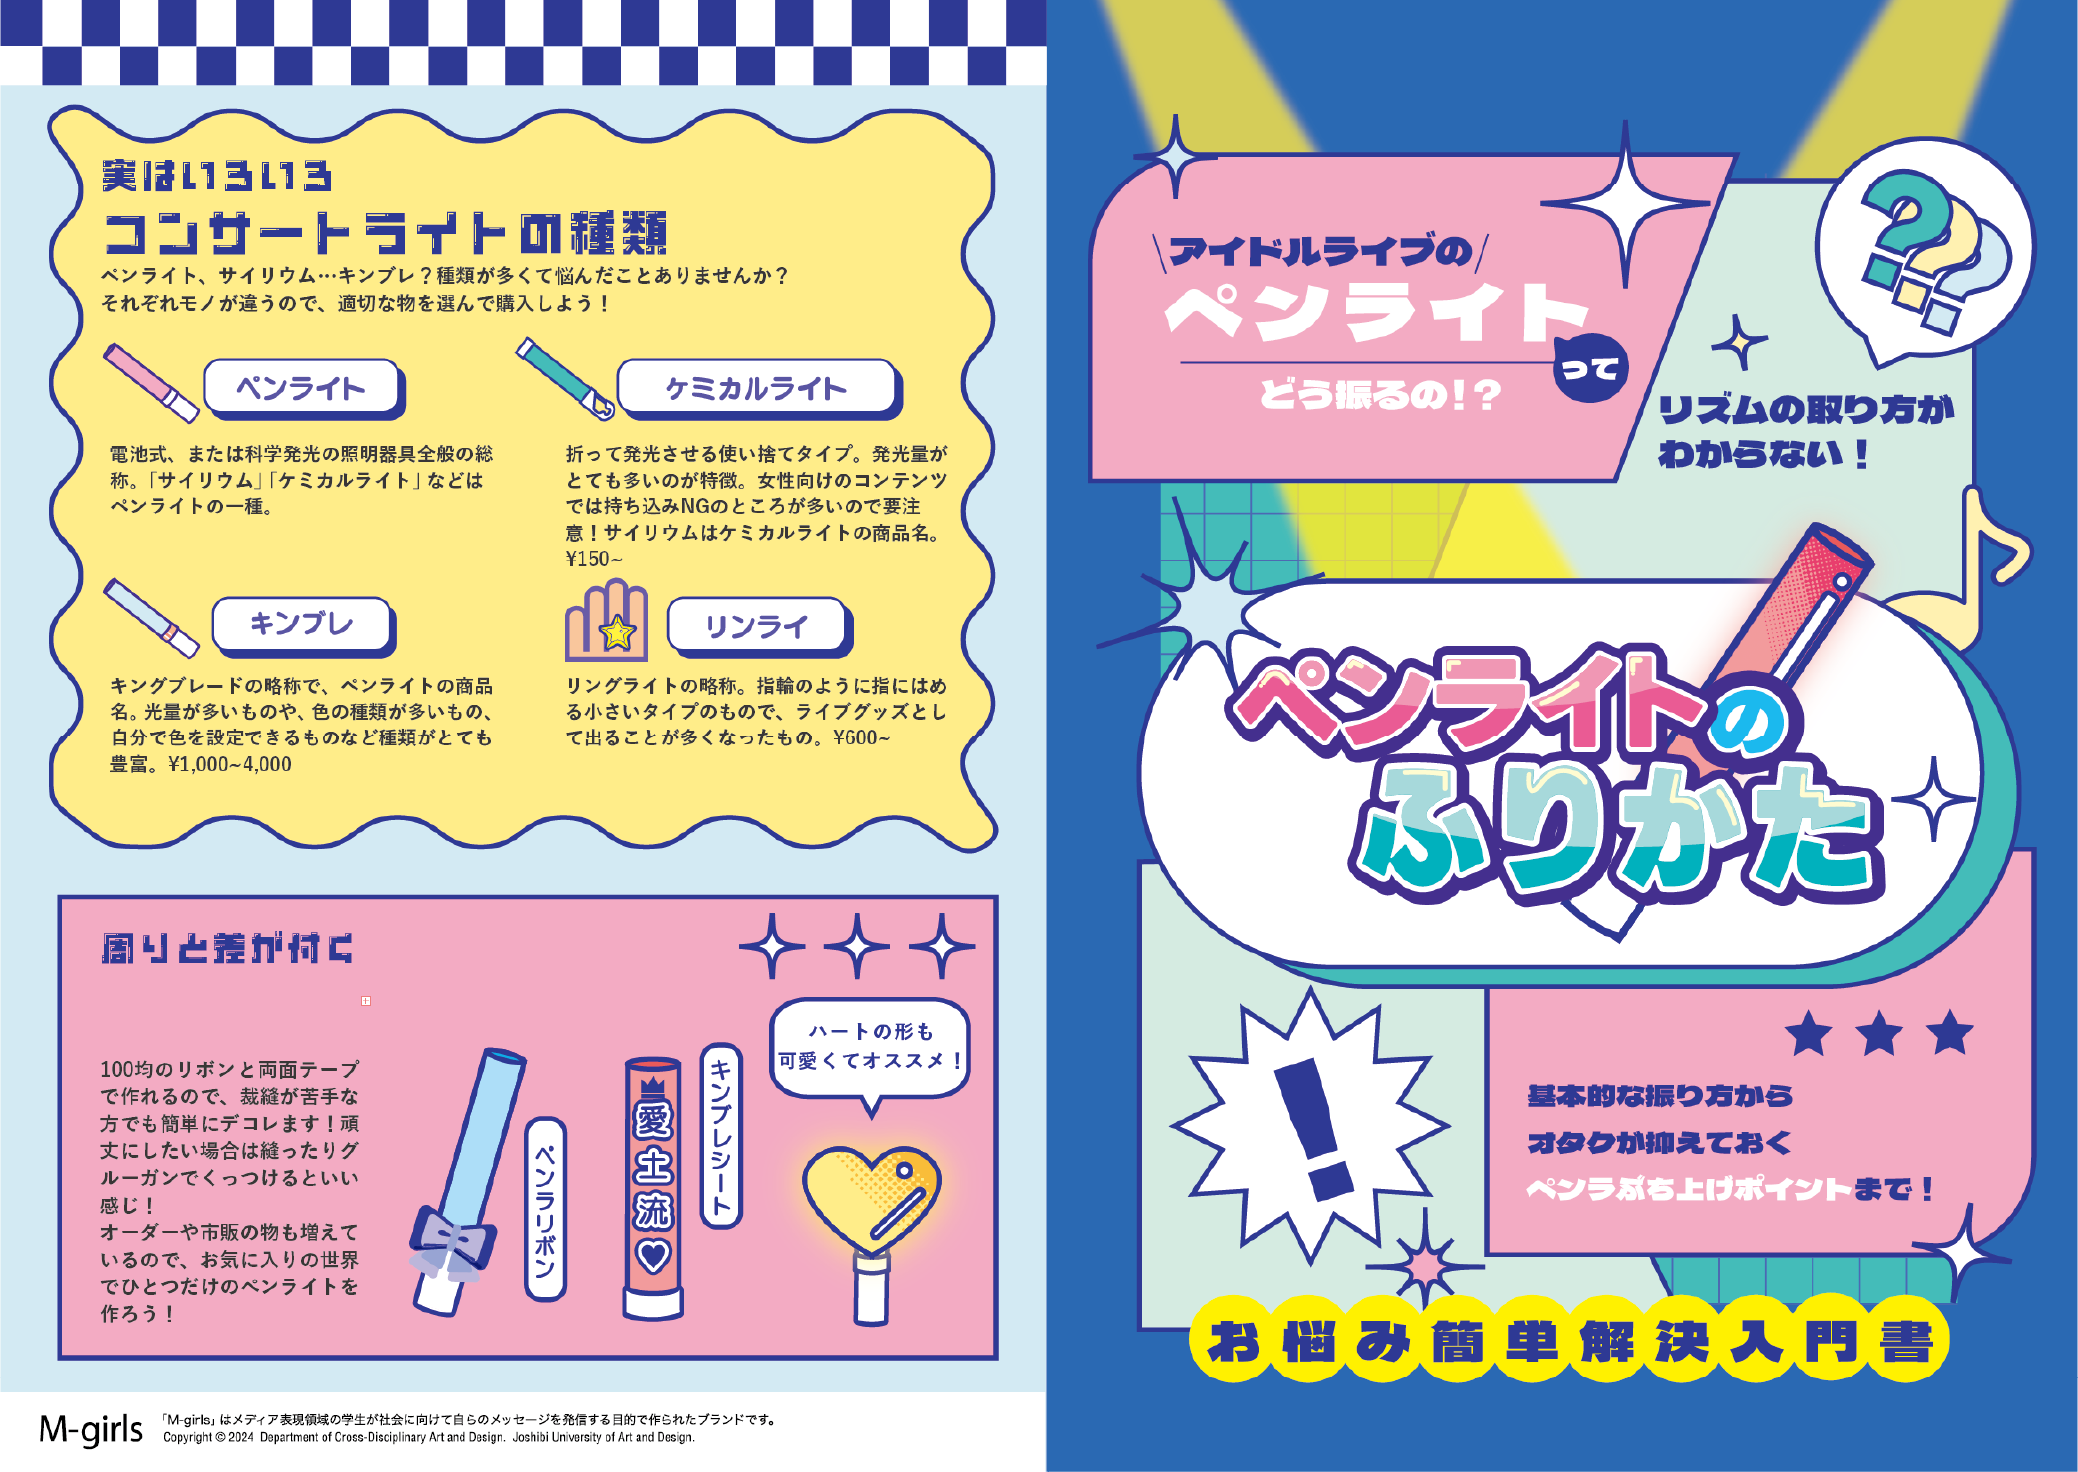 実はいろいろ
コンサートライトの種類
ペンライト、サイリウム…キンブレ？種類が多くて悩んだことありませんか？
それぞれモノが違うので、適切な物を選んで購入しよう！
ペンライト
電池式、または科学発光の照明器具全般の総
称。「サイリウム」「ケミカルライト」などは
ペンライトの一種。
ケミカルライト
折って発光させる使い捨てタイプ。発光量が
とても多いのが特徴。女性向けのコンテンツ
では持ち込みNGのところが多いので要注
意！サイリウムはケミカルライトの商品名。
¥150~
キンブレ
キングブレードの略称で、ペンライトの商品
名。光量が多いものや、色の種類が多いもの、
自分で色を設定できるものなど種類がとても
豊富。¥1,000~4,000
リンライ
リングライトの略称。指輪のように指にはめ
る小さいタイプのもので、ライブグッズとし
て出ることが多くなったもの。¥600~
周りと差が付く
100均のリボンと両面テープ
で作れるので、裁縫が苦手な
方でも簡単にデコレます！頑
丈にしたい場合は縫ったりグ
ルーガンでくっつけるといい
感じ！
オーダーや市販の物も増えて
いるので、お気に入りの世界
でひとつだけのペンライトを
作ろう！
ペンラリボン
愛土流♥
キンブレシート
ハートの形も
可愛くてオススメ！
M-girls
「M-girls」はメディア表現領域の学生が社会に向けて自らのメッセージを発信する目的で作られたブランドです。
Copyright © 2024 Department of Cross-Disciplinary Art and Design. Joshibi University of Art and Design.
\アイドルライブの/
ペンライト
って
どう振るの!?
???
リズムの取り方が
わからない！
ペンライトの
ふりかた
!
基本的な振り方から
オタクが抑えておく
ペンラぶち上げポイントまで！
お悩み簡単解決入門書